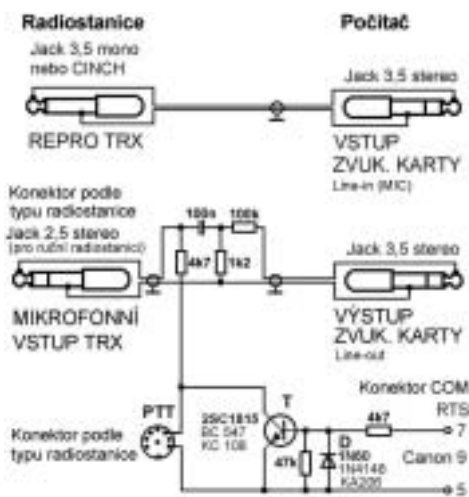 Radiostanice
Počítač
Jack 3,5 mono
nebo CINCH
Jack 3,5 stereo
REPRO TRX
VSTUP
ZVUK. KARTY
Line-in (MIC)
Konektor podle
typu radiostanice
Jack 2,5 stereo
(pro ruční radiostanici)
100n
100k
4k7
1k2
Jack 3,5 stereo
MIKROFONNÍ
VSTUP TRX
VÝSTUP
ZVUK. KARTY
Line-out
Konektor COM
RTS
PTT
T
2SC1815
BC 547
KC 108
4k7
7
Konektor podle
typu radiostanice
47k
D
1N60
1N4148
KA206
Canon 9
5